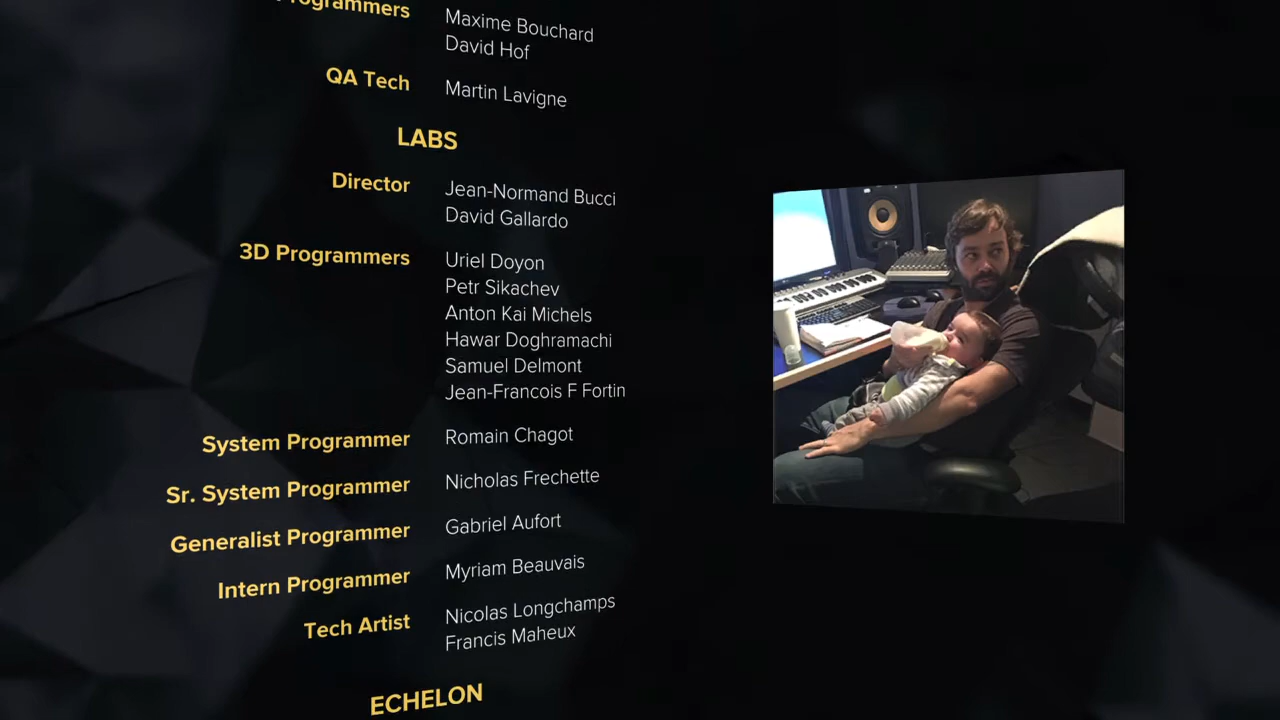 Programmers Maxime Bouchard
David Hof
QA Tech Martin Lavigne
LABS
Director Jean-Normand Bucci
David Gallardo
3D Programmers Uriel Doyon
Petr Sikachev
Anton Kai Michels
Hawar Doghramachi
Samuel Delmont
Jean-Francois F Fortin
System Programmer Romain Chagot
Sr. System Programmer Nicholas Frechette
Generalist Programmer Gabriel Aufort
Intern Programmer Myriam Beauvais
Tech Artist Nicolas Longchamps
Francis Maheux
ECHELON